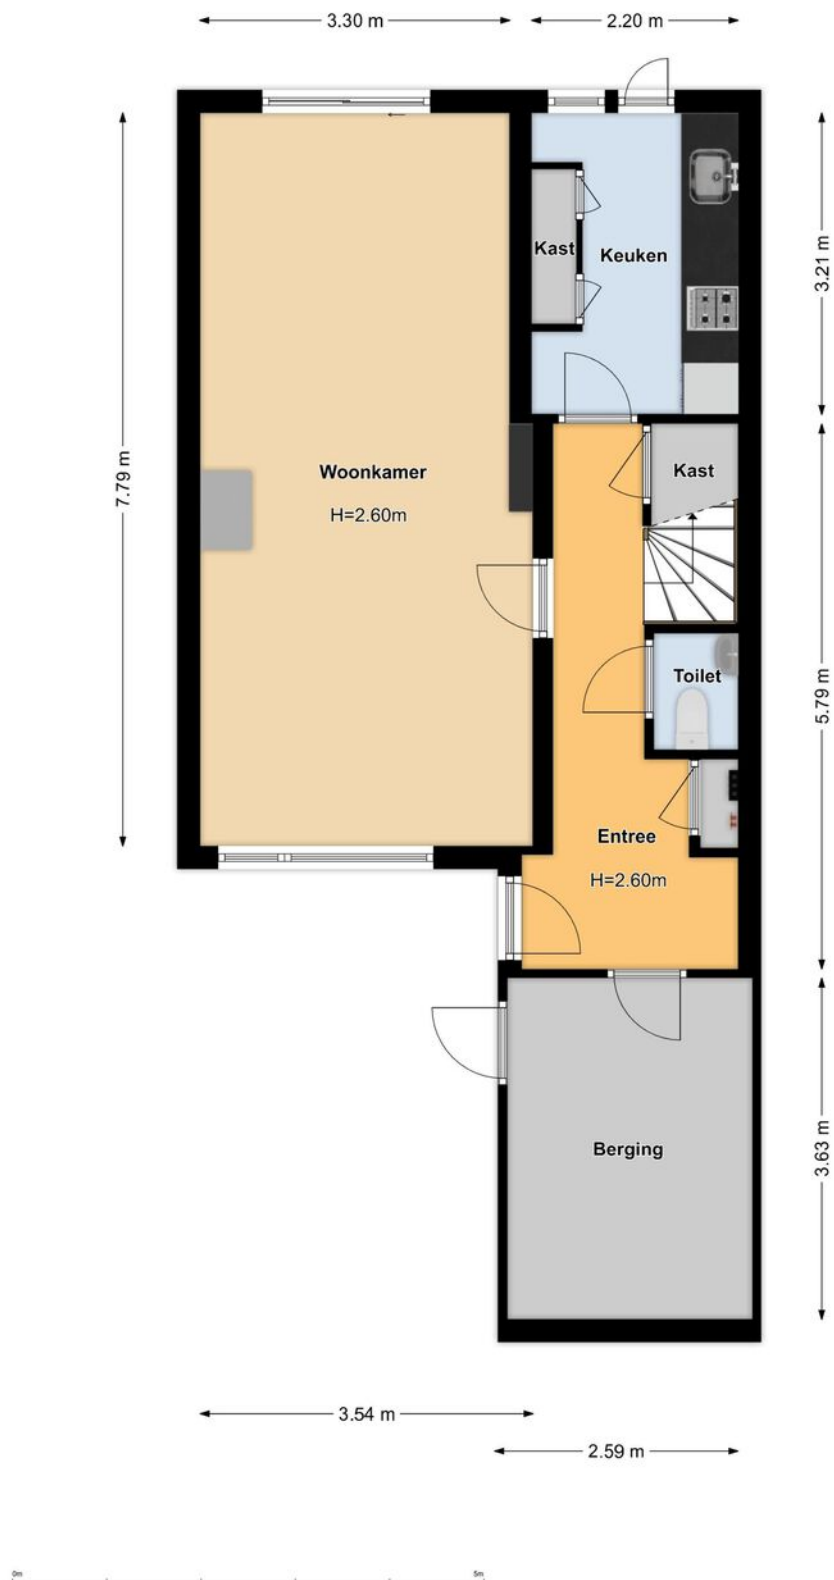 3.30 m
2.20 m
3.21 m
Kast
Keuken
7.79 m
Woonkamer
H=2.60m
Kast
5.79 m
Toilet
Entree
H=2.60m
3.63 m
Berging
3.54 m
2.59 m
0m
5m